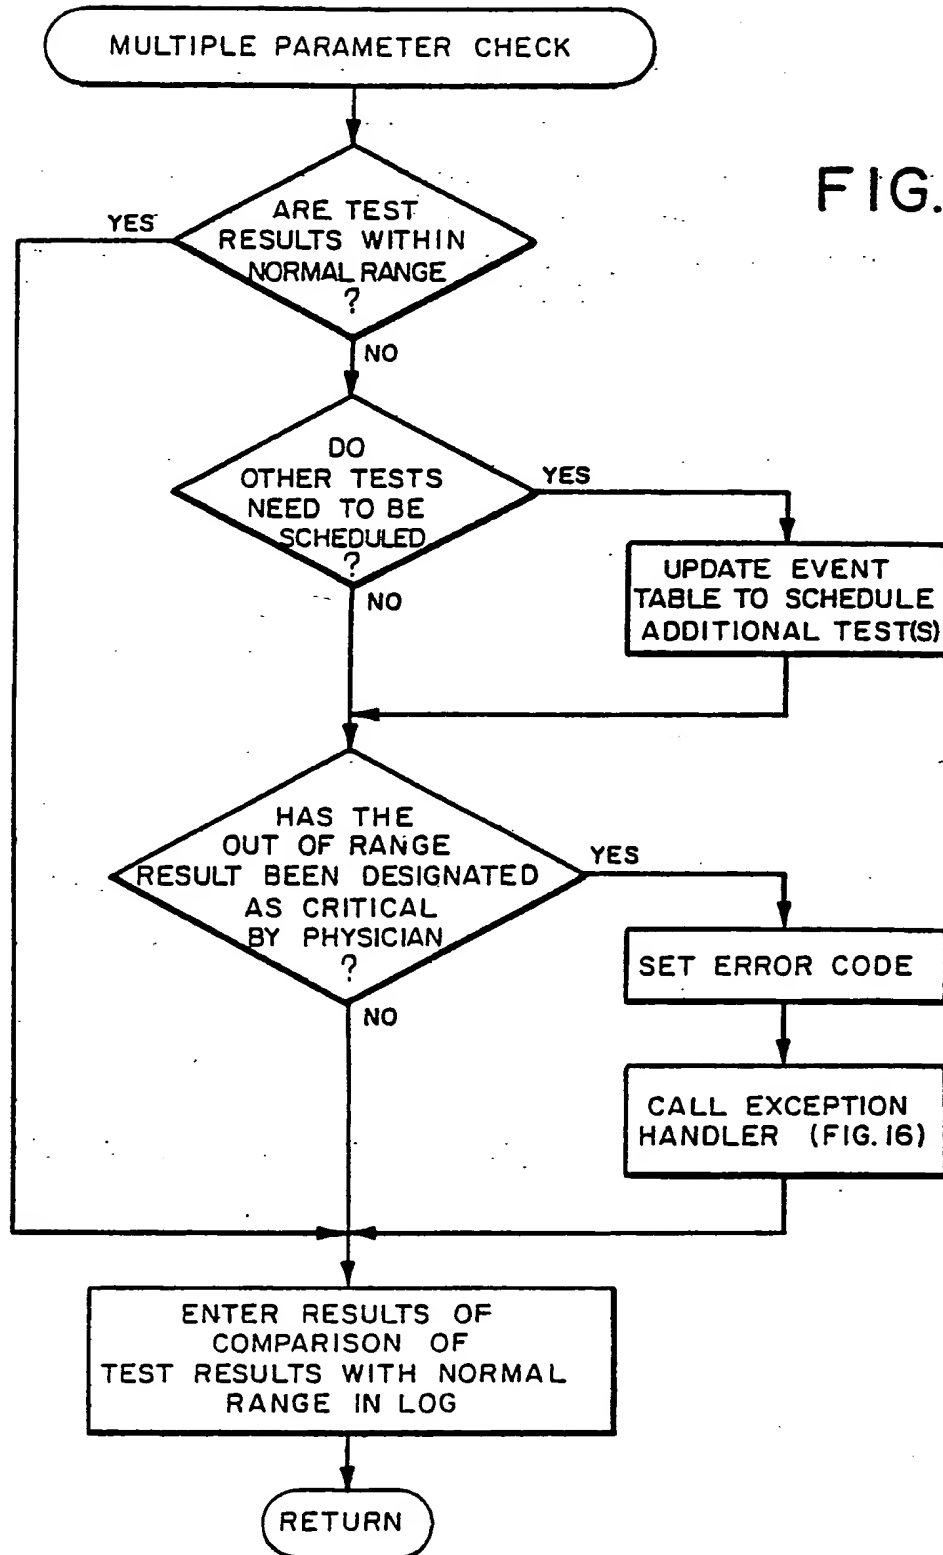 MULTIPLE PARAMETER CHECK
FIG.
YES
ARE TEST
RESULTS WITHIN
NORMAL RANGE
?
NO
DO
OTHER TESTS
NEED TO BE
SCHEDULED
?
YES
NO
UPDATE EVENT
TABLE TO SCHEDULE
ADDITIONAL TEST(S)
HAS THE
OUT OF RANGE
RESULT BEEN DESIGNATED
AS CRITICAL
BY PHYSICIAN
?
YES
NO
SET ERROR CODE
CALL EXCEPTION
HANDLER (FIG. 16)
ENTER RESULTS OF
COMPARISON OF
TEST RESULTS WITH NORMAL
RANGE IN LOG
RETURN